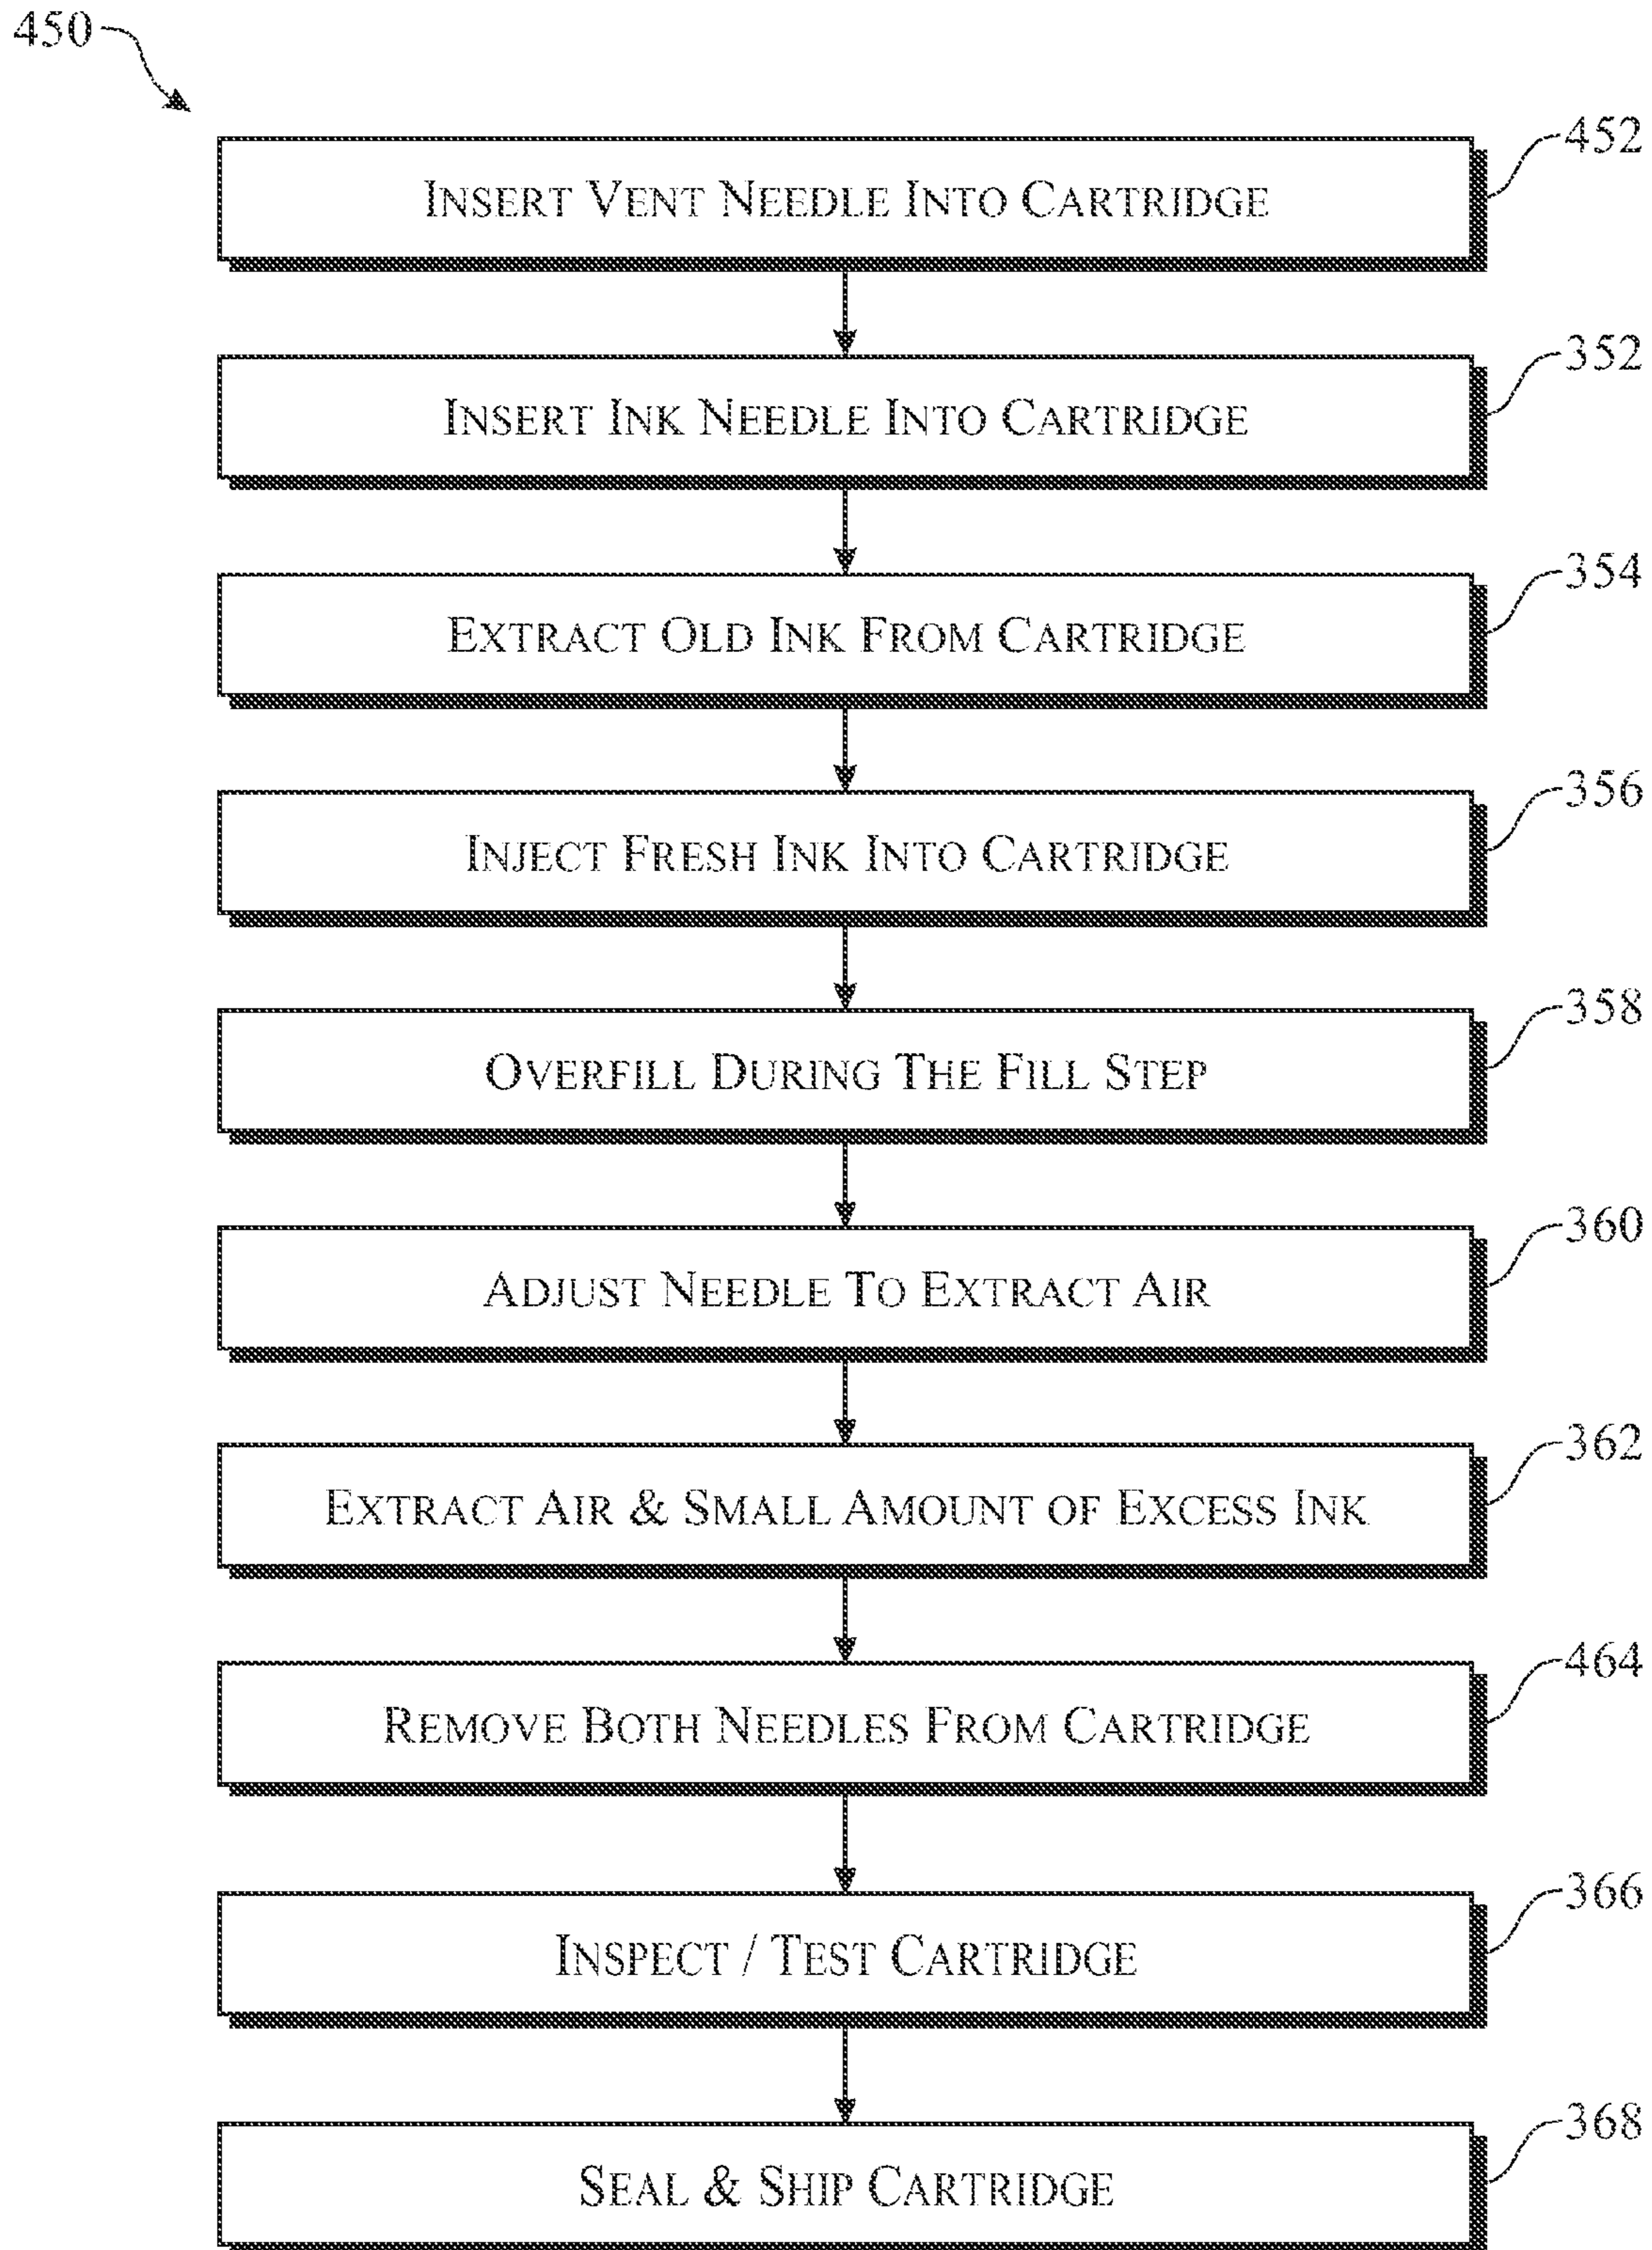 450
INSERT VENT NEEDLE INTO CARTRIDGE 452
INSERT INK NEEDLE INTO CARTRIDGE 352
EXTRACT OLD INK FROM CARTRIDGE 354
INJECT FRESH INK INTO CARTRIDGE 356
OVERFILL DURING THE FILL STEP 358
ADJUST NEEDLE TO EXTRACT AIR 360
EXTRACT AIR & SMALL AMOUNT OF EXCESS INK 362
REMOVE BOTH NEEDLES FROM CARTRIDGE 464
INSPECT / TEST CARTRIDGE 366
SEAL & SHIP CARTRIDGE 368